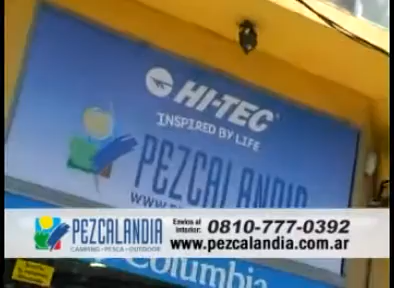 HI-TEC
INSPIRED BY LIFE
PEZCALANDIA
PEZCALANDIA
CAMPING - PESCA - OUTDOOR
Envíos al
interior: 0810-777-0392
www.pezcalandia.com.ar
Columbia